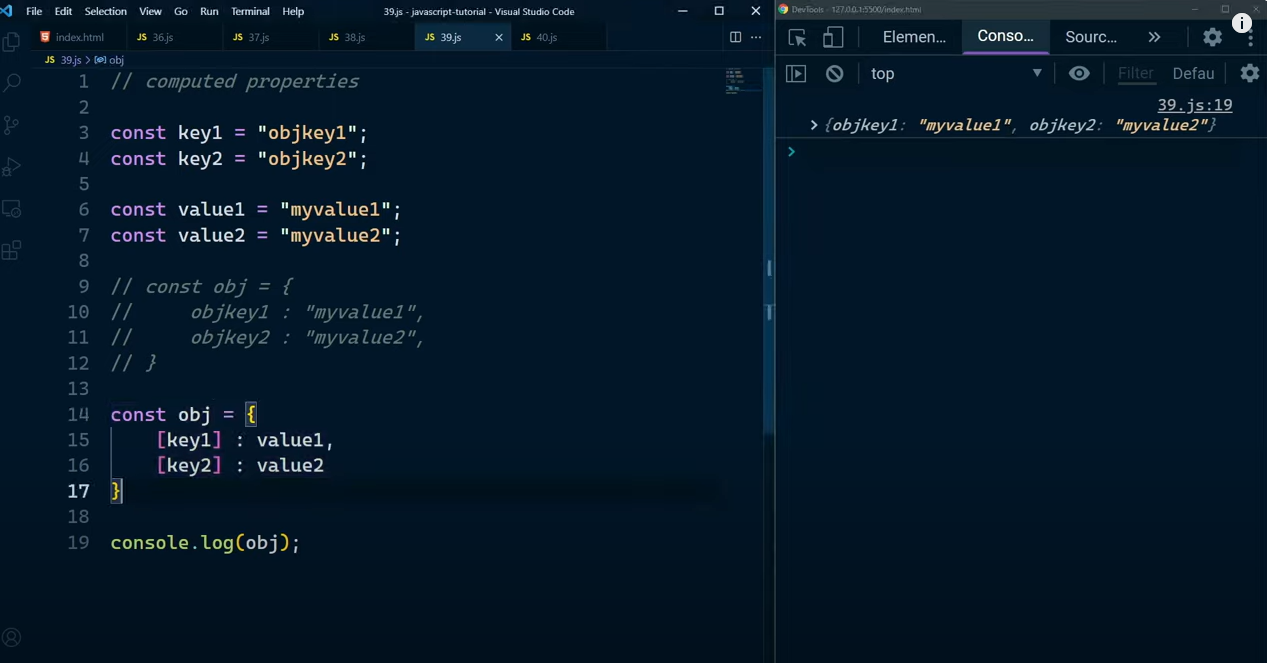 File Edit Selection View Go Run Terminal Help 39.js - javascript-tutorial - Visual Studio Code
index.html JS 36.js JS 37.js JS 38.js JS 39.js JS 40.js
JS 39.js > obj
1 // computed properties
2
3 const key1 = "objkey1";
4 const key2 = "objkey2";
5
6 const value1 = "myvalue1";
7 const value2 = "myvalue2";
8
9 // const obj = {
10 // objkey1 : "myvalue1",
11 // objkey2 : "myvalue2",
12 // }
13
14 const obj = {
15 [key1] : value1,
16 [key2] : value2
17 }
18
19 console.log(obj);
DevTools - 127.0.0.1:5500/index.html
Elemen... Conso... Sourc...
top Filter Defau
39.js:19
{objkey1: "myvalue1", objkey2: "myvalue2"}